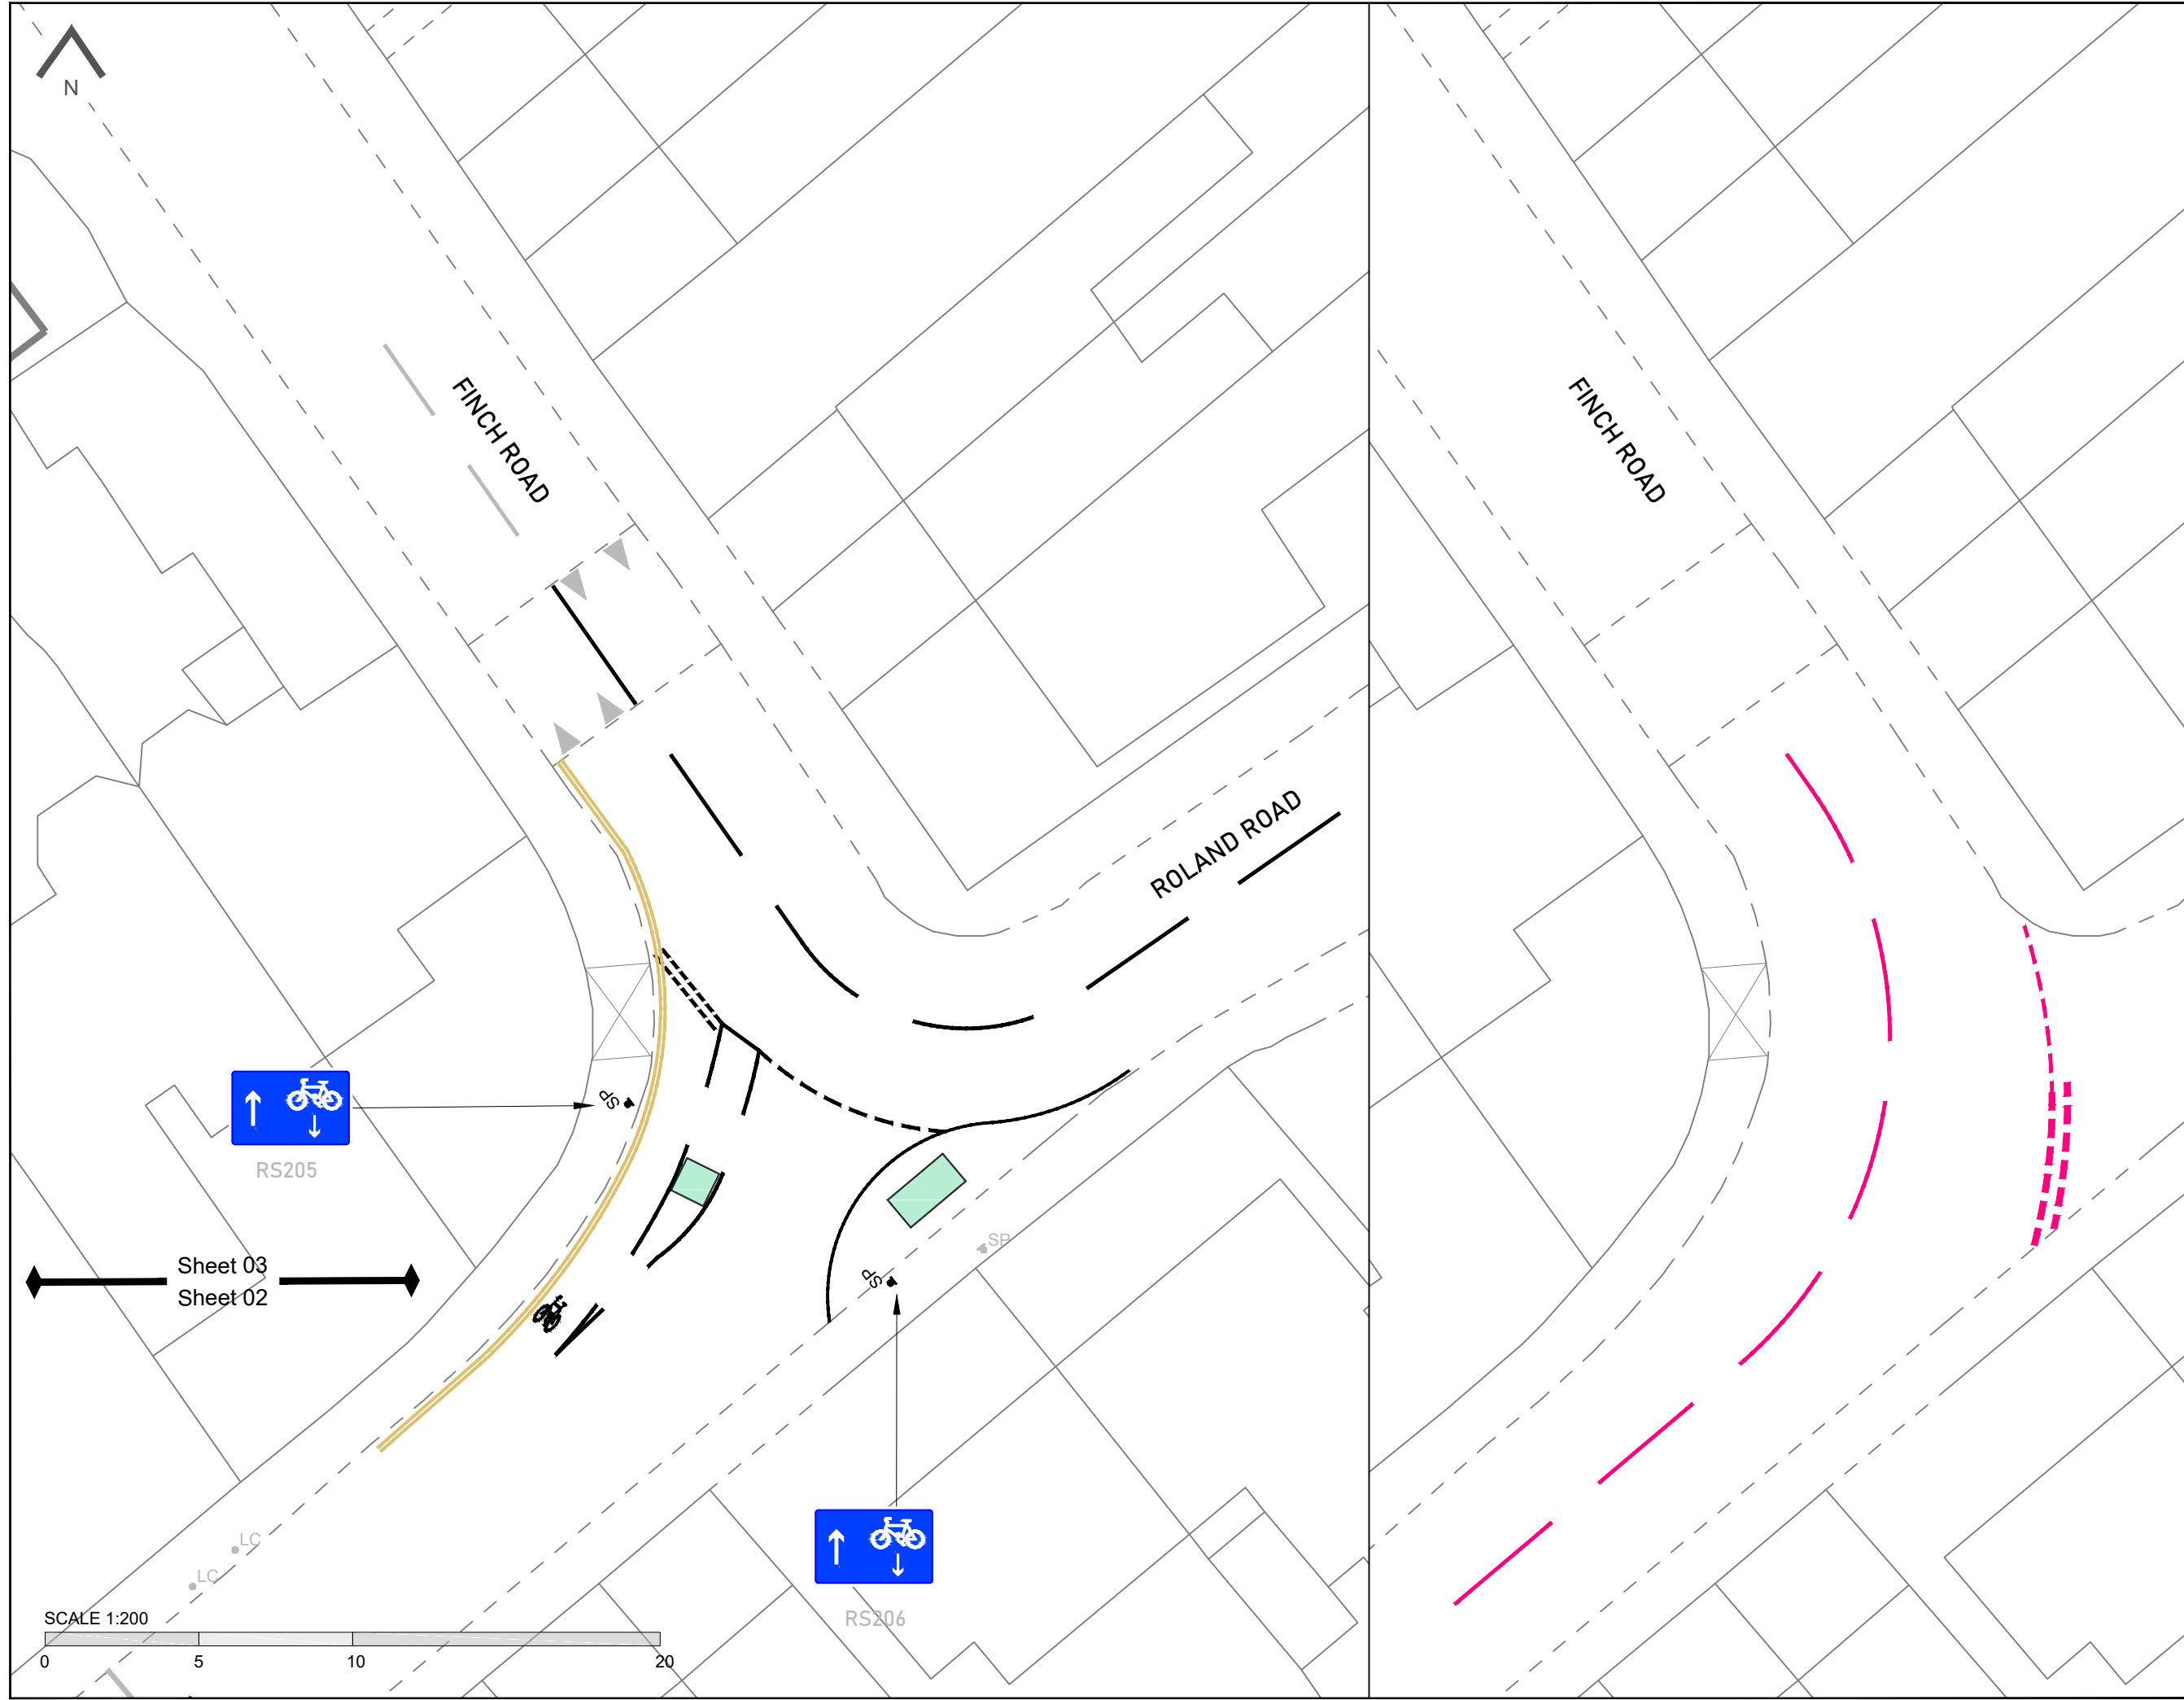 N
FINCH ROAD
FINCH ROAD
ROLAND ROAD
SP
RS205
SP
SP
Sheet 03
Sheet 02
LC
LC
RS206
SCALE 1:200
0 5 10 20